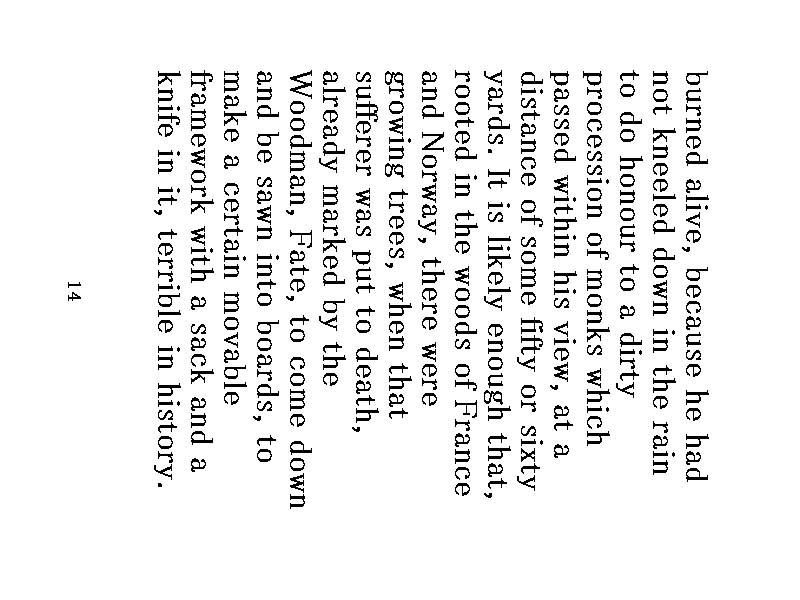 burned alive, because he had
not kneeled down in the rain
to do honour to a dirty
procession of monks which
passed within his view, at a
distance of some fifty or sixty
yards. It is likely enough that,
rooted in the woods of France
and Norway, there were
growing trees, when that
sufferer was put to death,
already marked by the
Woodman, Fate, to come down
and be sawn into boards, to
make a certain movable
framework with a sack and a
knife in it, terrible in history.
14